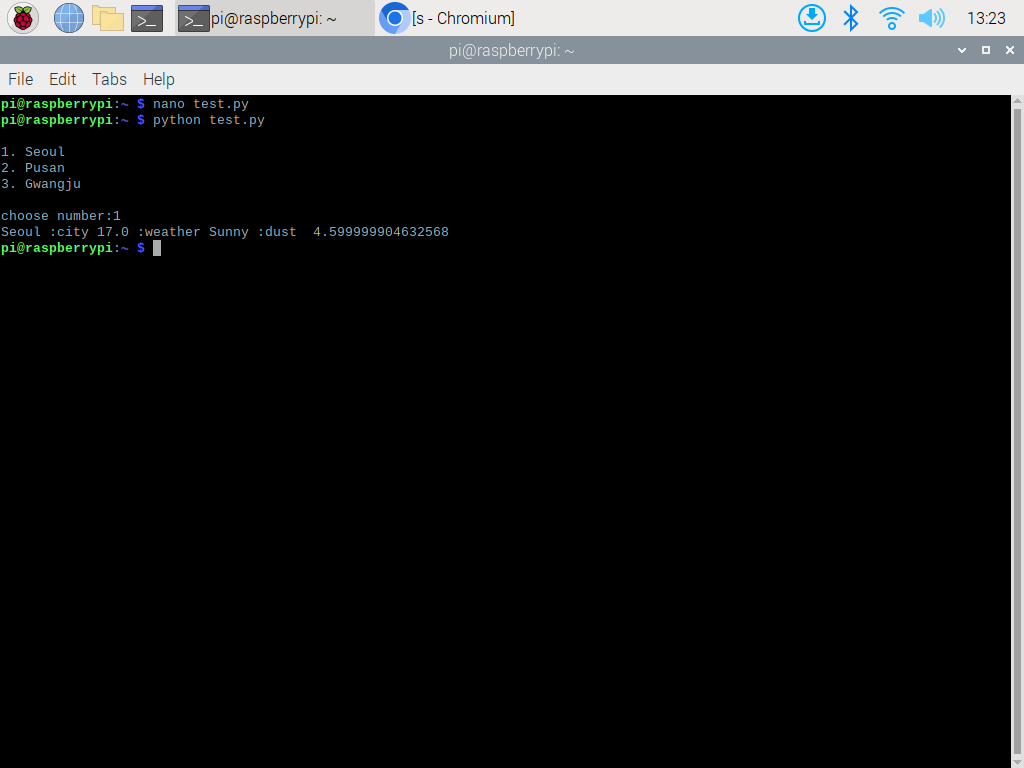 pi@raspberrypi: ~
[s - Chromium]
13:23
pi@raspberrypi: ~
File Edit Tabs Help
pi@raspberrypi:~ $ nano test.py
pi@raspberrypi:~ $ python test.py
1. Seoul
2. Pusan
3. Gwangju
choose number:1
Seoul :city 17.0 :weather Sunny :dust  4.599999904632568
pi@raspberrypi:~ $